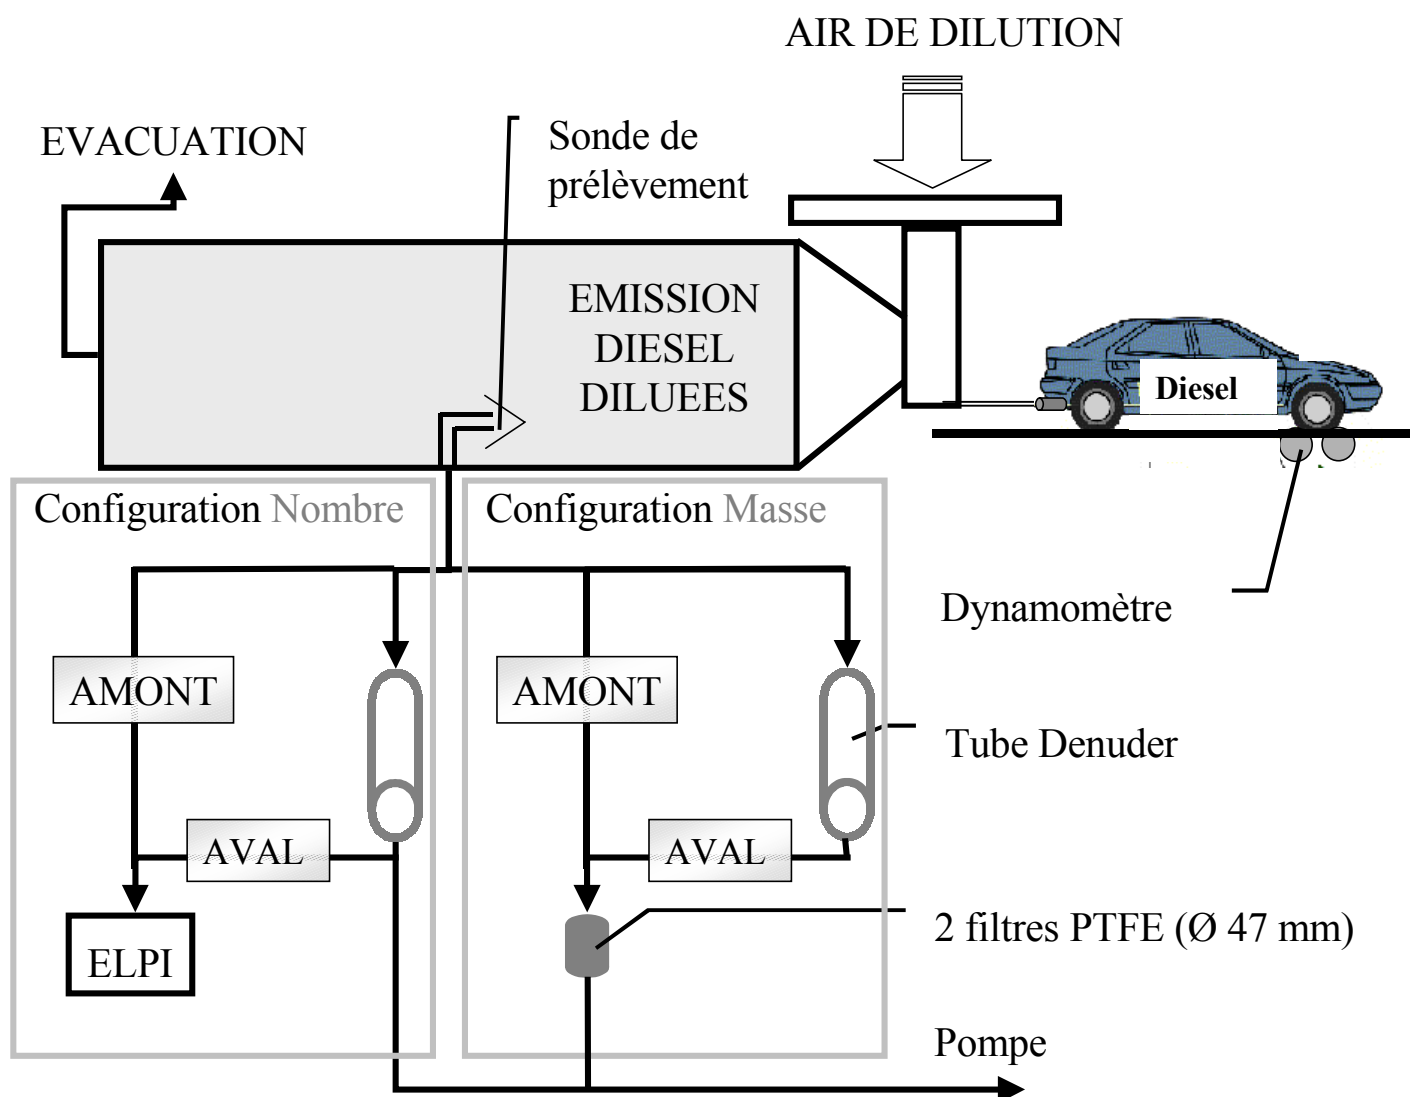 AIR DE DILUTION
EVACUATION
Sonde de
prélèvement
EMISSION
DIESEL
DILUEES
Diesel
Configuration Nombre
Configuration Masse
Dynamomètre
AMONT
AMONT
Tube Denuder
AVAL
AVAL
2 filtres PTFE (Ø 47 mm)
ELPI
Pompe